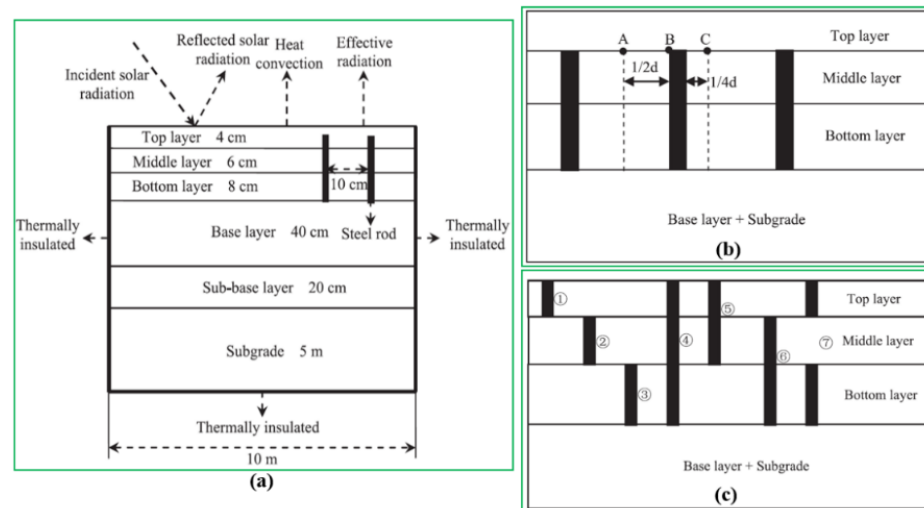 Incident solar
radiation
Reflected solar
radiation
Heat
convection
Effective
radiation
Top layer 4 cm
Middle layer 6 cm
Bottom layer 8 cm
10 cm
Thermally
insulated
Base layer 40 cm
Steel rod
Thermally
insulated
Sub-base layer 20 cm
Subgrade 5 m
Thermally insulated
10 m
(a)
A B C
Top layer
1/2d
1/4d
Middle layer
Bottom layer
Base layer + Subgrade
(b)
①
⑤
Top layer
②
④
⑥
⑦
Middle layer
③
Bottom layer
Base layer + Subgrade
(c)